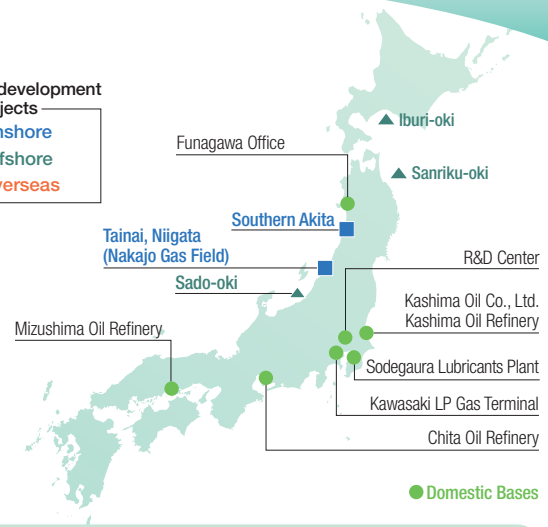 development
jects
nshore
fshore
verseas
Iburi-oki
Sanriku-oki
Funagawa Office
Southern Akita
Tainai, Niigata
(Nakajo Gas Field)
Sado-oki
R&D Center
Kashima Oil Co., Ltd.
Kashima Oil Refinery
Mizushima Oil Refinery
Sodegaura Lubricants Plant
Kawasaki LP Gas Terminal
Chita Oil Refinery
Domestic Bases